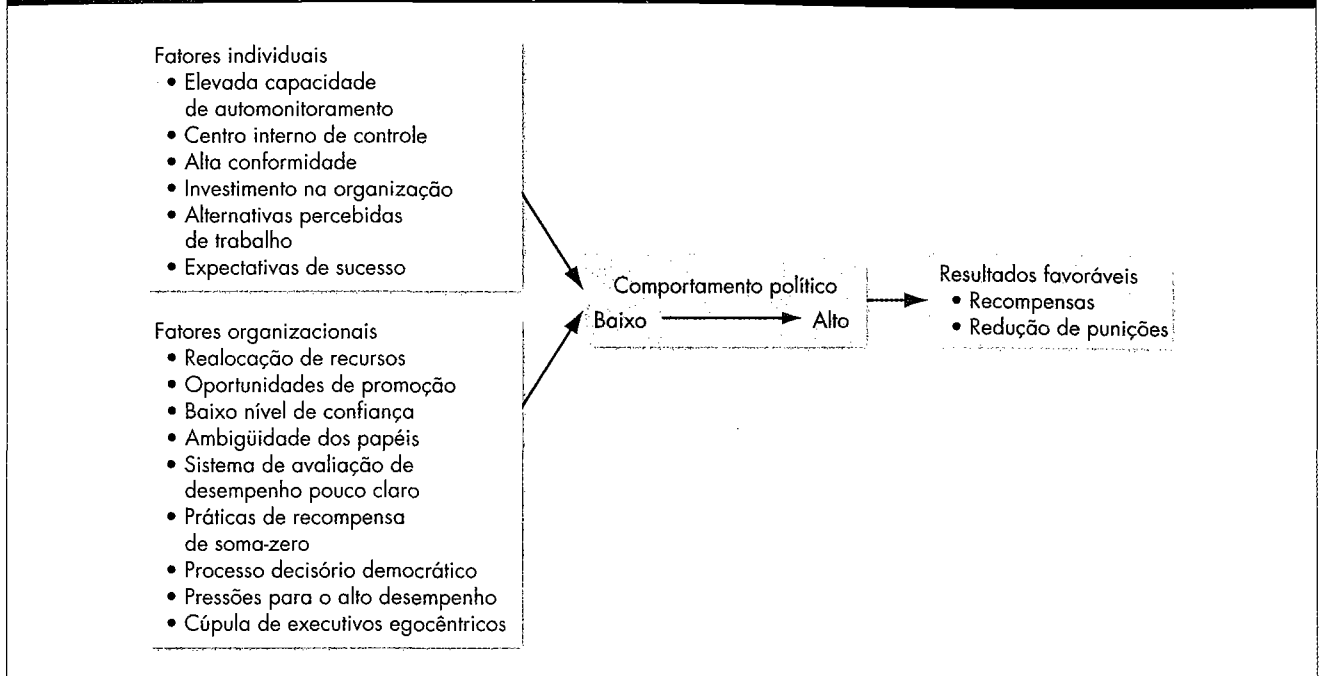 Fatores individuais
• Elevada capacidade
de automonitoramento
• Centro interno de controle
• Alta conformidade
• Investimento na organização
• Alternativas percebidas
de trabalho
• Expectativas de sucesso
Fatores organizacionais
• Realocação de recursos
• Oportunidades de promoção
• Baixo nível de confiança
• Ambigüidade dos papéis
• Sistema de avaliação de
desempenho pouco claro
• Práticas de recompensa
de soma-zero
• Processo decisório democrático
• Pressões para o alto desempenho
• Cúpula de executivos egocêntricos
Comportamento político
Baixo Alto
Resultados favoráveis
• Recompensas
• Redução de punições